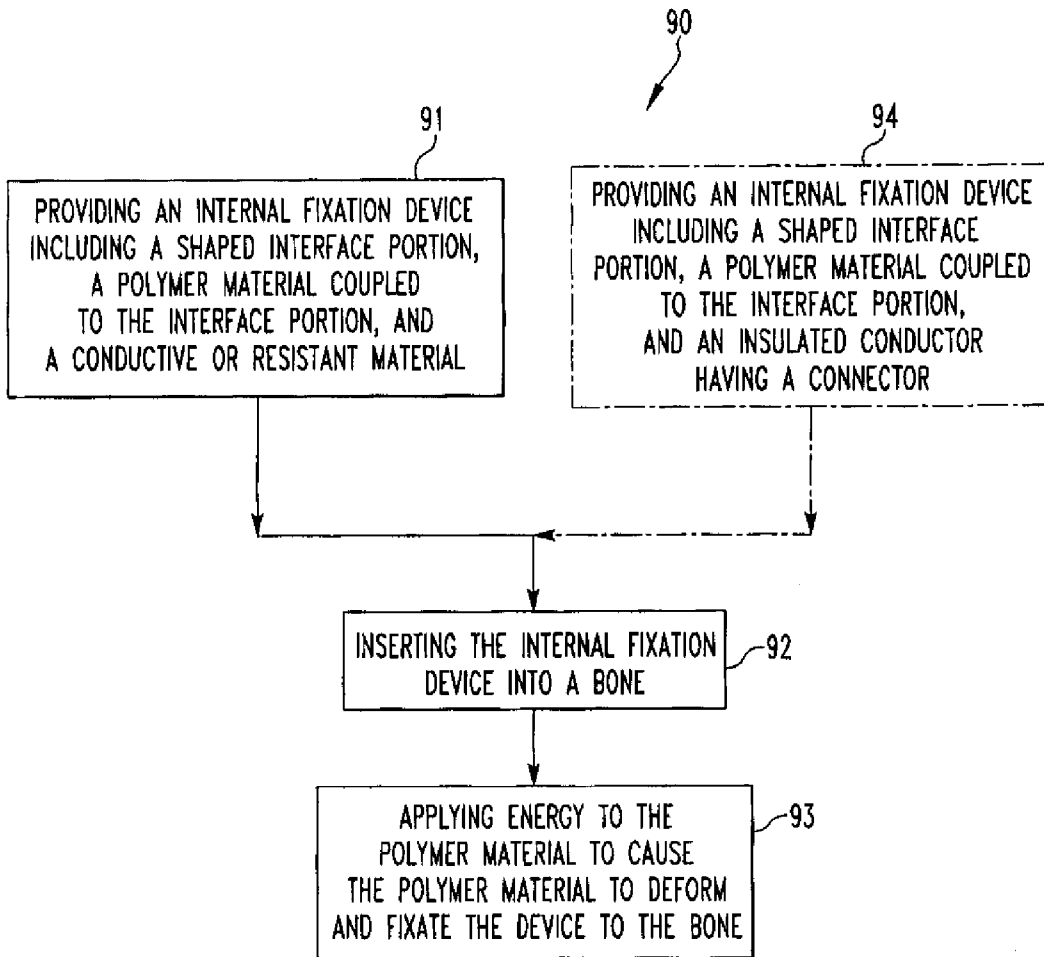 90
91
PROVIDING AN INTERNAL FIXATION DEVICE
INCLUDING A SHAPED INTERFACE PORTION,
A POLYMER MATERIAL COUPLED
TO THE INTERFACE PORTION, AND
A CONDUCTIVE OR RESISTANT MATERIAL
94
PROVIDING AN INTERNAL FIXATION DEVICE
INCLUDING A SHAPED INTERFACE
PORTION, A POLYMER MATERIAL COUPLED
TO THE INTERFACE PORTION,
AND AN INSULATED CONDUCTOR
HAVING A CONNECTOR
INSERTING THE INTERNAL FIXATION
DEVICE INTO A BONE
92
APPLYING ENERGY TO THE
POLYMER MATERIAL TO CAUSE
THE POLYMER MATERIAL TO DEFORM
AND FIXATE THE DEVICE TO THE BONE
93